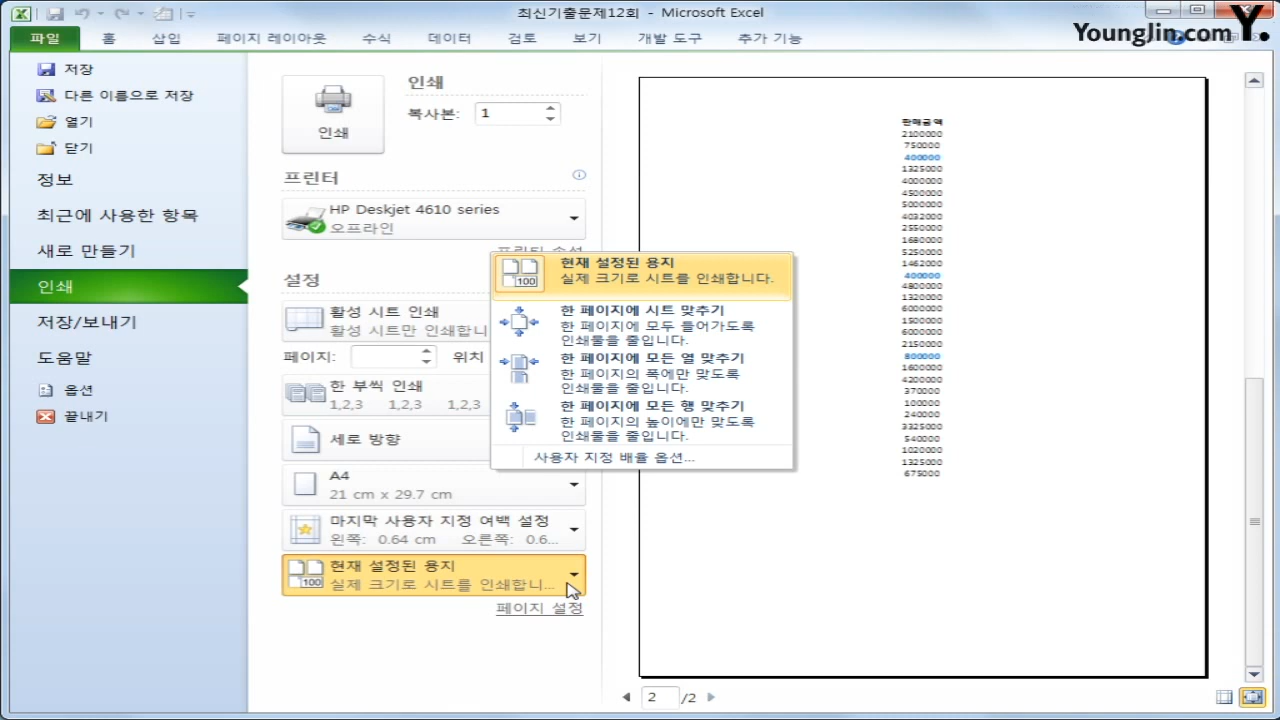 최신기출문제12회 - Microsoft Excel
YoungJin.com Y.
파일 홈 삽입 페이지 레이아웃 수식 데이터 검토 보기 개발 도구 추가 기능
저장
다른 이름으로 저장
열기
닫기
정보
최근에 사용한 항목
새로 만들기
인쇄
저장/보내기
도움말
옵션
끝내기
인쇄
인쇄
복사본: 1
프린터
HP Deskjet 4610 series
오프라인
설정
활성 시트 인쇄
활성 시트만 인쇄합니
페이지: 위치
한 부씩 인쇄
1,2,3 1,2,3 1,2,3
세로 방향
A4
21 cm x 29.7 cm
마지막 사용자 지정 여백 설정
왼쪽: 0.64 cm 오른쪽: 0.6...
현재 설정된 용지
실제 크기로 시트를 인쇄합니...
100
페이지 설정
현재 설정된 용지
실제 크기로 시트를 인쇄합니다.
100
한 페이지에 시트 맞추기
한 페이지에 모두 들어가도록
인쇄물을 줄입니다.
한 페이지에 모든 열 맞추기
한 페이지의 폭에만 맞도록
인쇄물을 줄입니다.
한 페이지에 모든 행 맞추기
한 페이지의 높이에만 맞도록
인쇄물을 줄입니다.
사용자 지정 배율 옵션...
판매금액
2100000
750000
400000
1325000
4000000
4500000
5000000
4032000
2550000
1680000
5250000
1462000
400000
4800000
1320000
6000000
1500000
6000000
2150000
800000
1600000
4200000
370000
100000
240000
3325000
540000
1020000
1325000
675000
2 /2